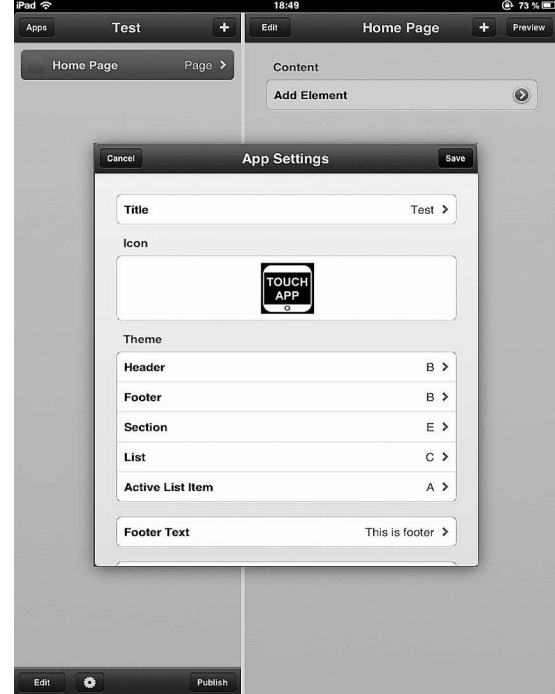 iPad 18:49 73 %
Apps Test + Edit Home Page + Preview
Home Page Page
Content
Add Element
Cancel App Settings Save
Title Test
Icon
TOUCH
APP
Theme
Header B
Footer B
Section E
List C
Active List Item A
Footer Text This is footer
Edit Publish